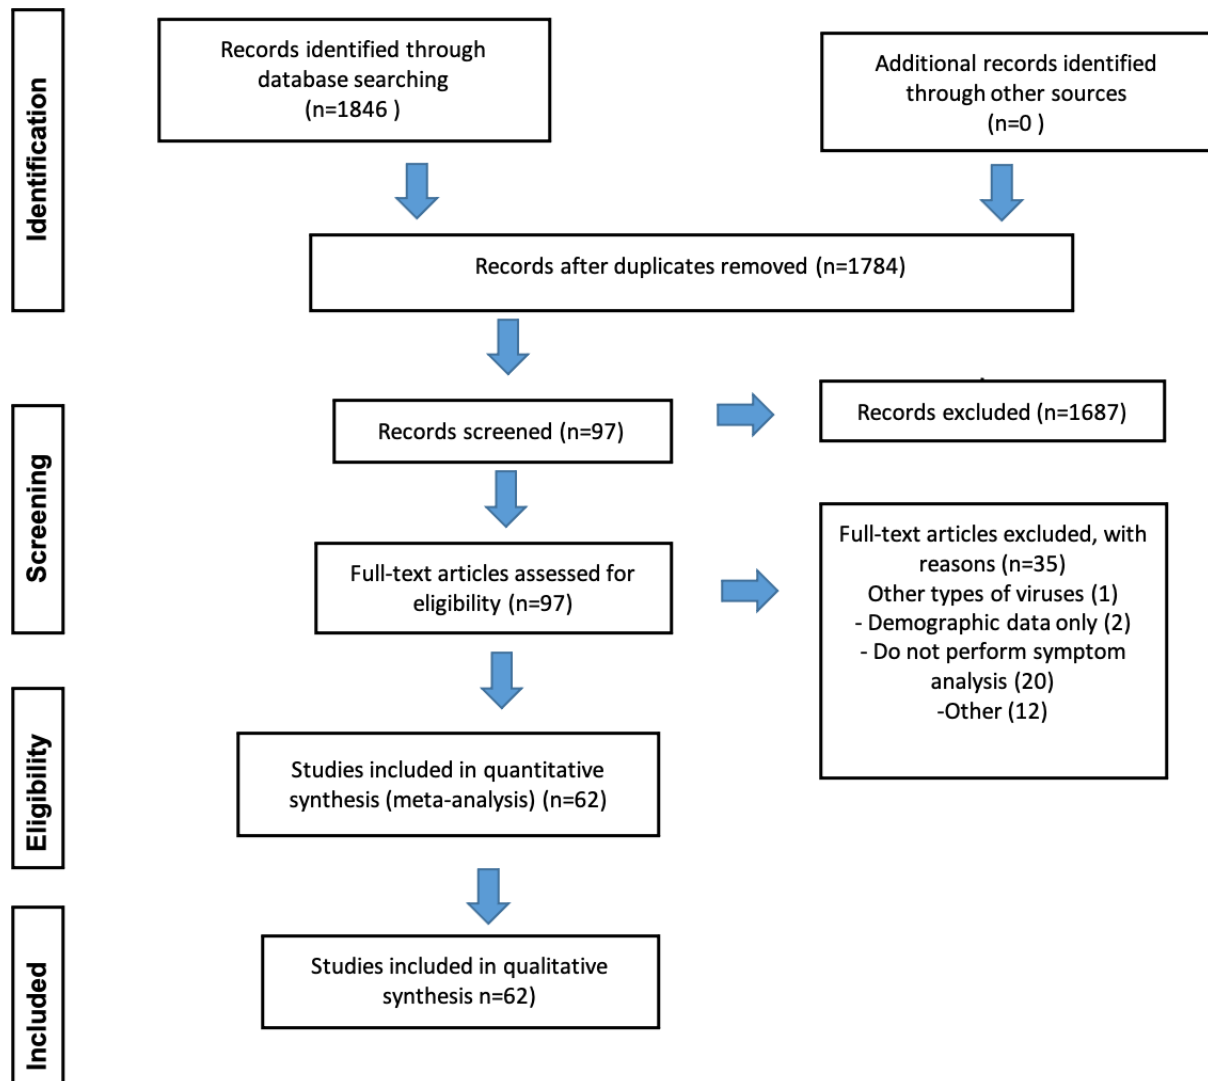 Identification
Records identified through
database searching
(n=1846 )
Additional records identified
through other sources
(n=0 )
Records after duplicates removed (n=1784)
Screening
Records screened (n=97)
Records excluded (n=1687)
Full-text articles assessed for
eligibility (n=97)
Full-text articles excluded, with
reasons (n=35)
Other types of viruses (1)
- Demographic data only (2)
- Do not perform symptom
analysis (20)
-Other (12)
Eligibility
Studies included in quantitative
synthesis (meta-analysis) (n=62)
Included
Studies included in qualitative
synthesis n=62)